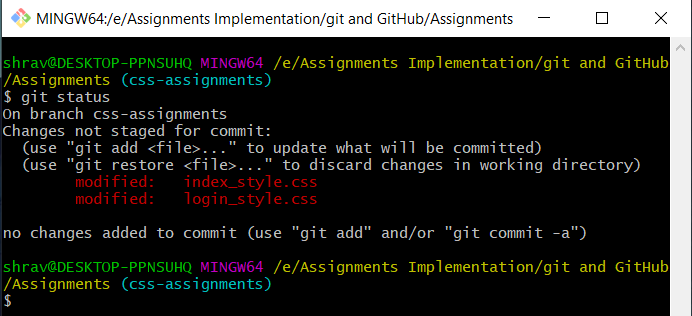 MINGW64:/e/Assignments Implementation/git and GitHub/Assignments
shrav@DESKTOP-PPNSUHQ MINGW64 /e/Assignments Implementation/git and GitHub
/Assignments (css-assignments)
$ git status
On branch css-assignments
Changes not staged for commit:
  (use "git add <file>..." to update what will be committed)
  (use "git restore <file>..." to discard changes in working directory)
        modified:   index_style.css
        modified:   login_style.css
no changes added to commit (use "git add" and/or "git commit -a")
shrav@DESKTOP-PPNSUHQ MINGW64 /e/Assignments Implementation/git and GitHub
/Assignments (css-assignments)
$